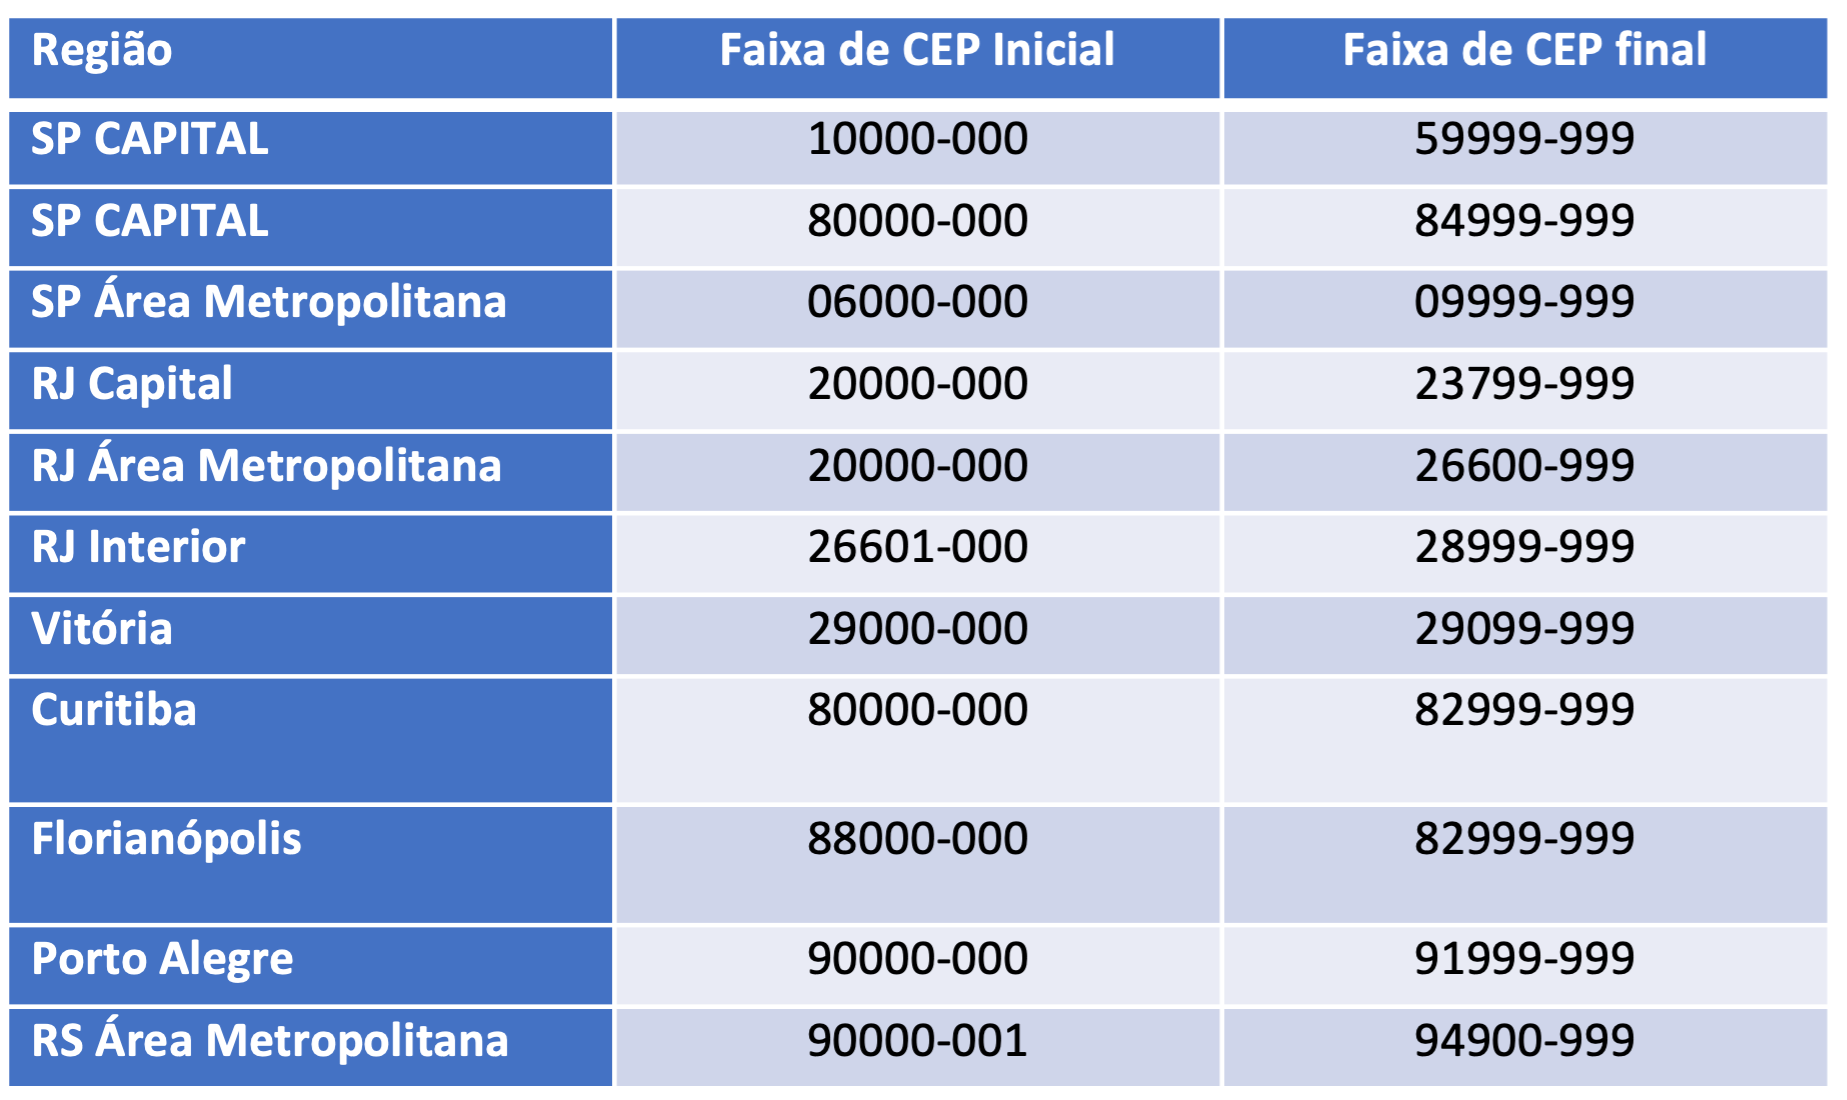 Região Faixa de CEP Inicial Faixa de CEP final
SP CAPITAL 10000-000 59999-999
SP CAPITAL 80000-000 84999-999
SP Área Metropolitana 06000-000 09999-999
RJ Capital 20000-000 23799-999
RJ Área Metropolitana 20000-000 26600-999
RJ Interior 26601-000 28999-999
Vitória 29000-000 29099-999
Curitiba 80000-000 82999-999
Florianópolis 88000-000 82999-999
Porto Alegre 90000-000 91999-999
RS Área Metropolitana 90000-001 94900-999